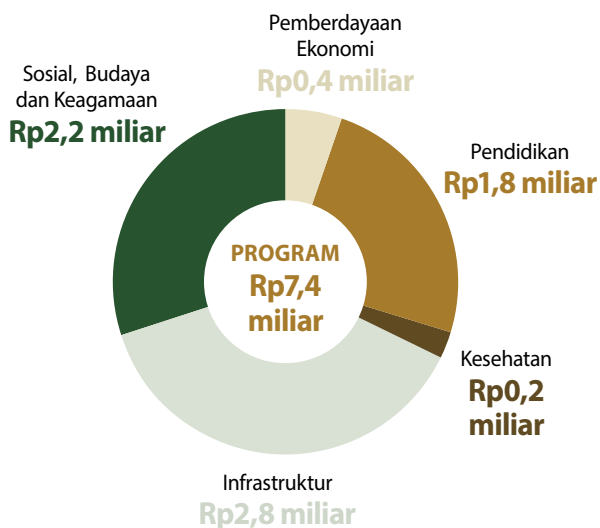 Pemberdayaan
Ekonomi
Rp0,4 miliar
Sosial, Budaya
dan Keagamaan
Rp2,2 miliar
Pendidikan
Rp1,8 miliar
PROGRAM
Rp7,4
miliar
Kesehatan
Rp0,2
miliar
Infrastruktur
Rp2,8 miliar